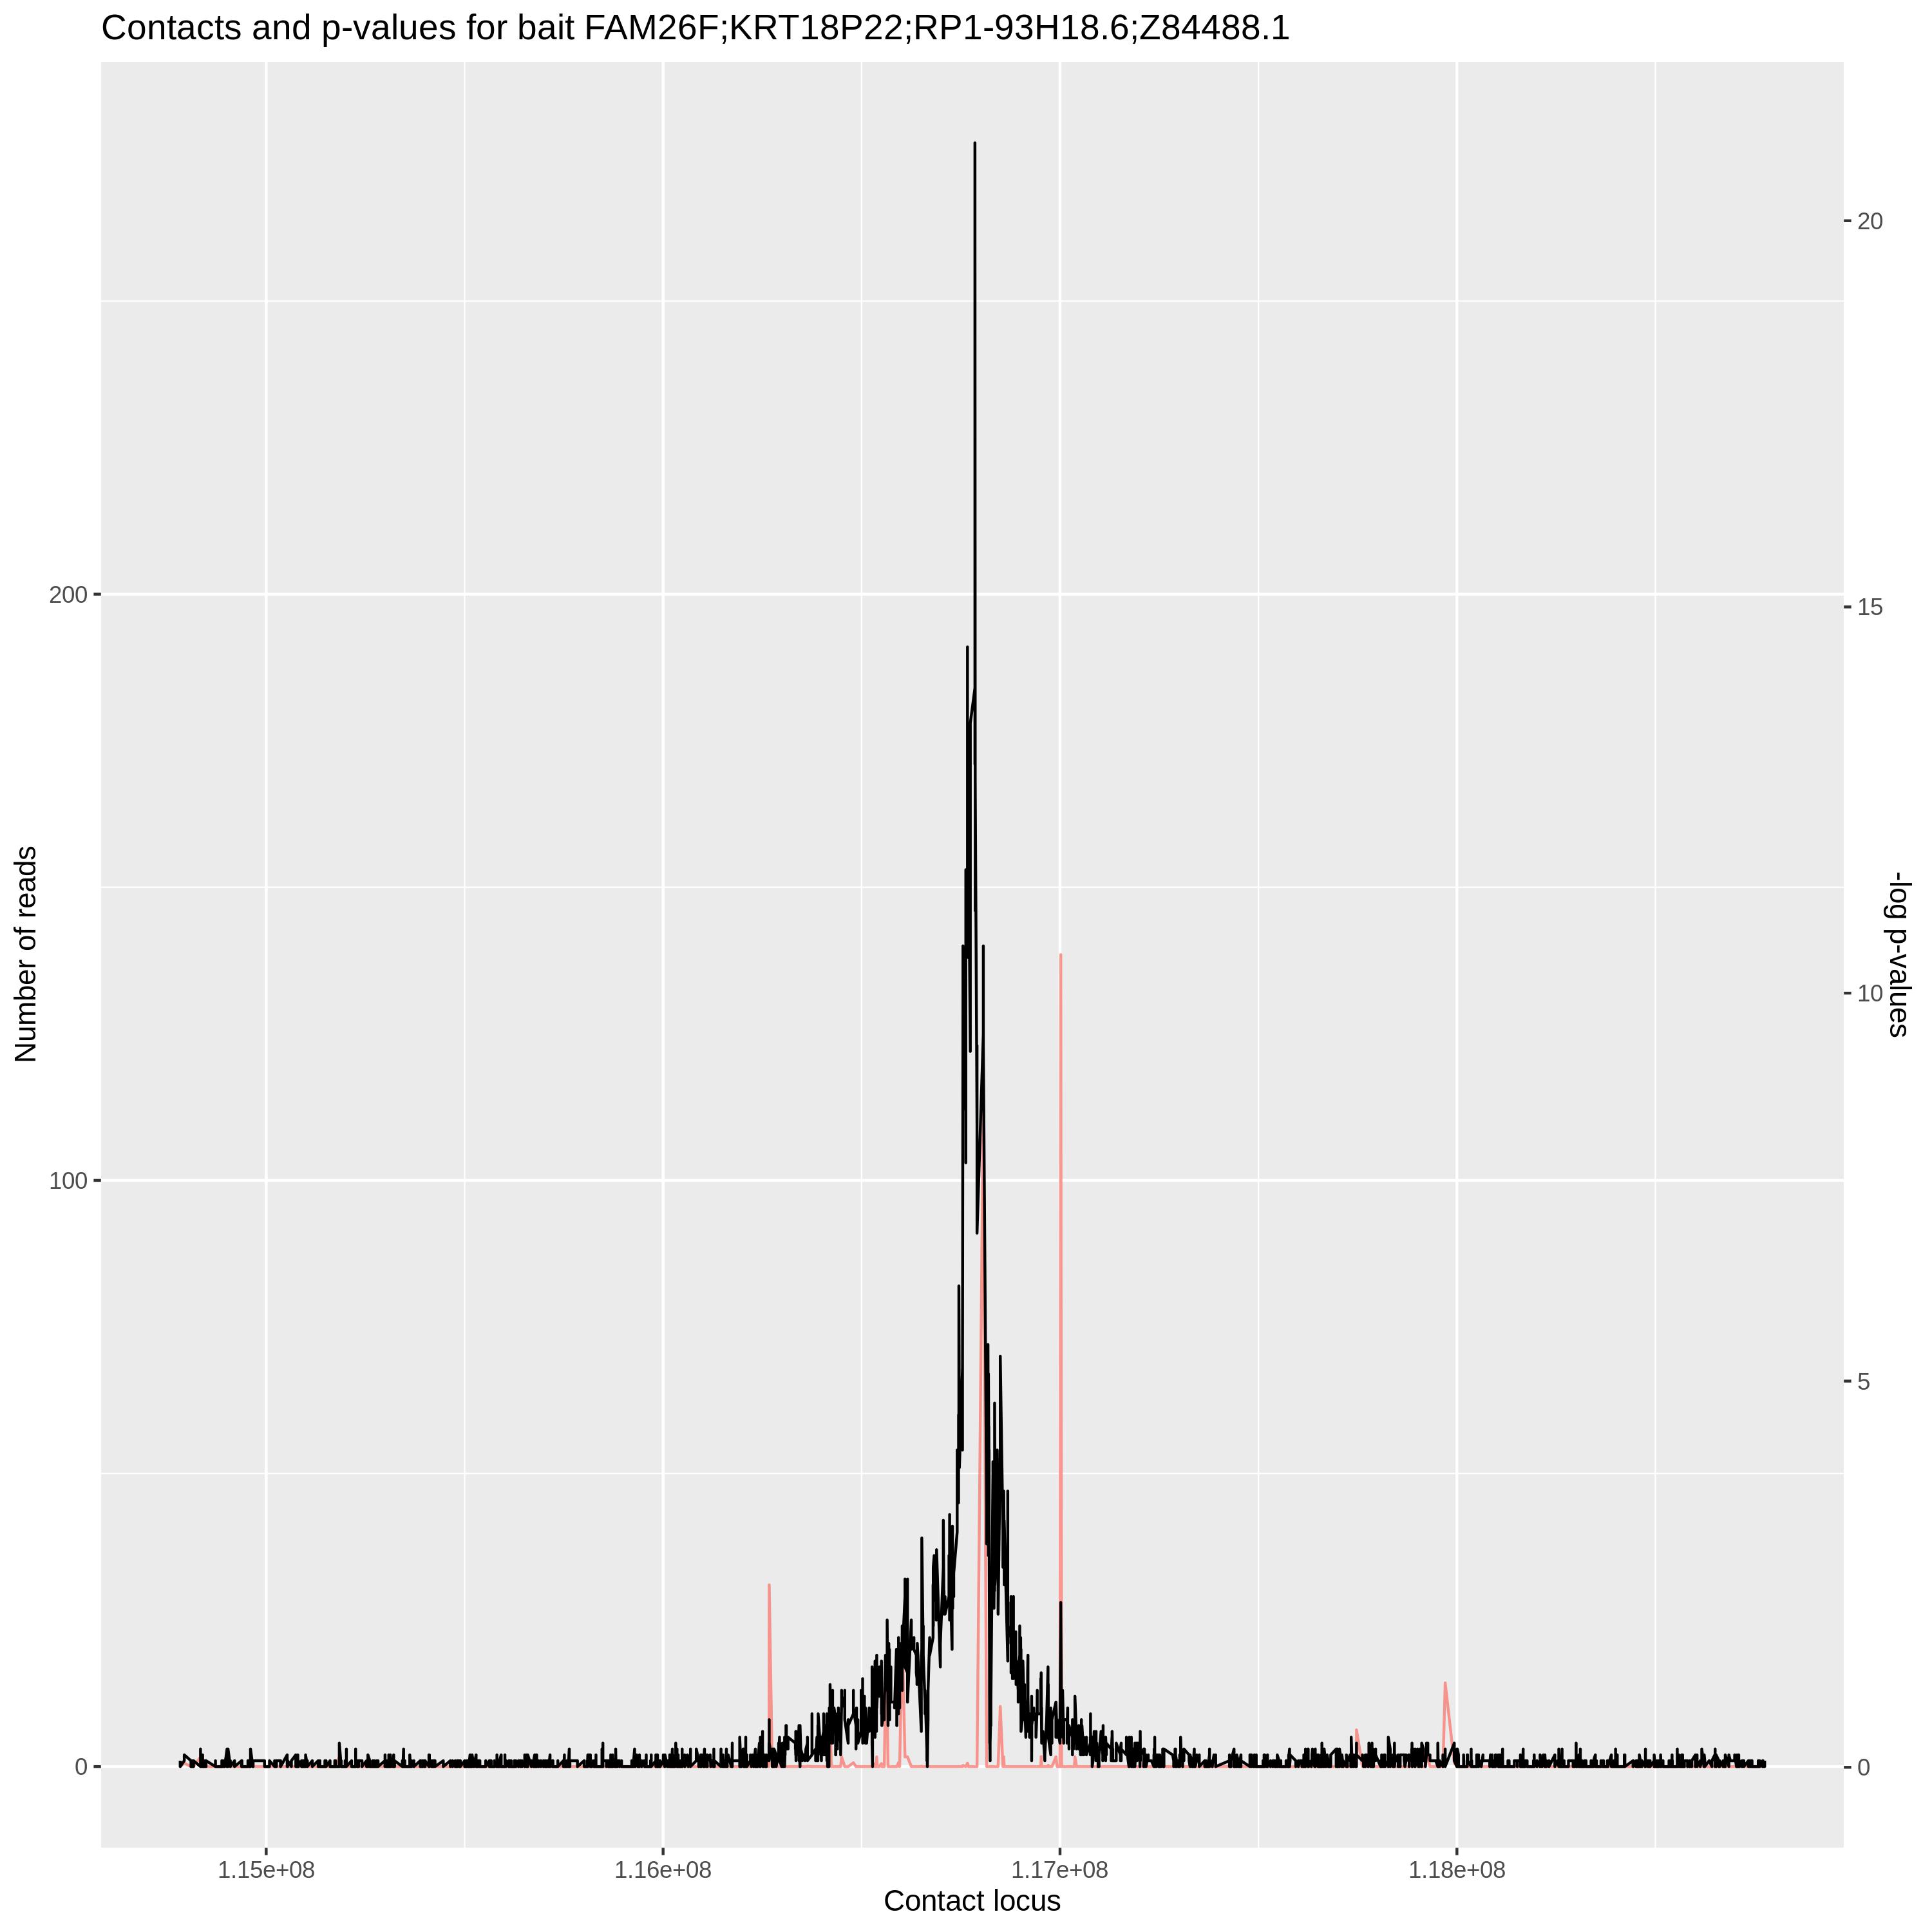 Contacts and p-values for bait FAM26F;KRT18P22;RP1-93H18.6;Z84488.1
Number of reads
200
100
0
20
15
10
5
0
-log p-values
1.15e+08
1.16e+08
1.17e+08
1.18e+08
Contact locus